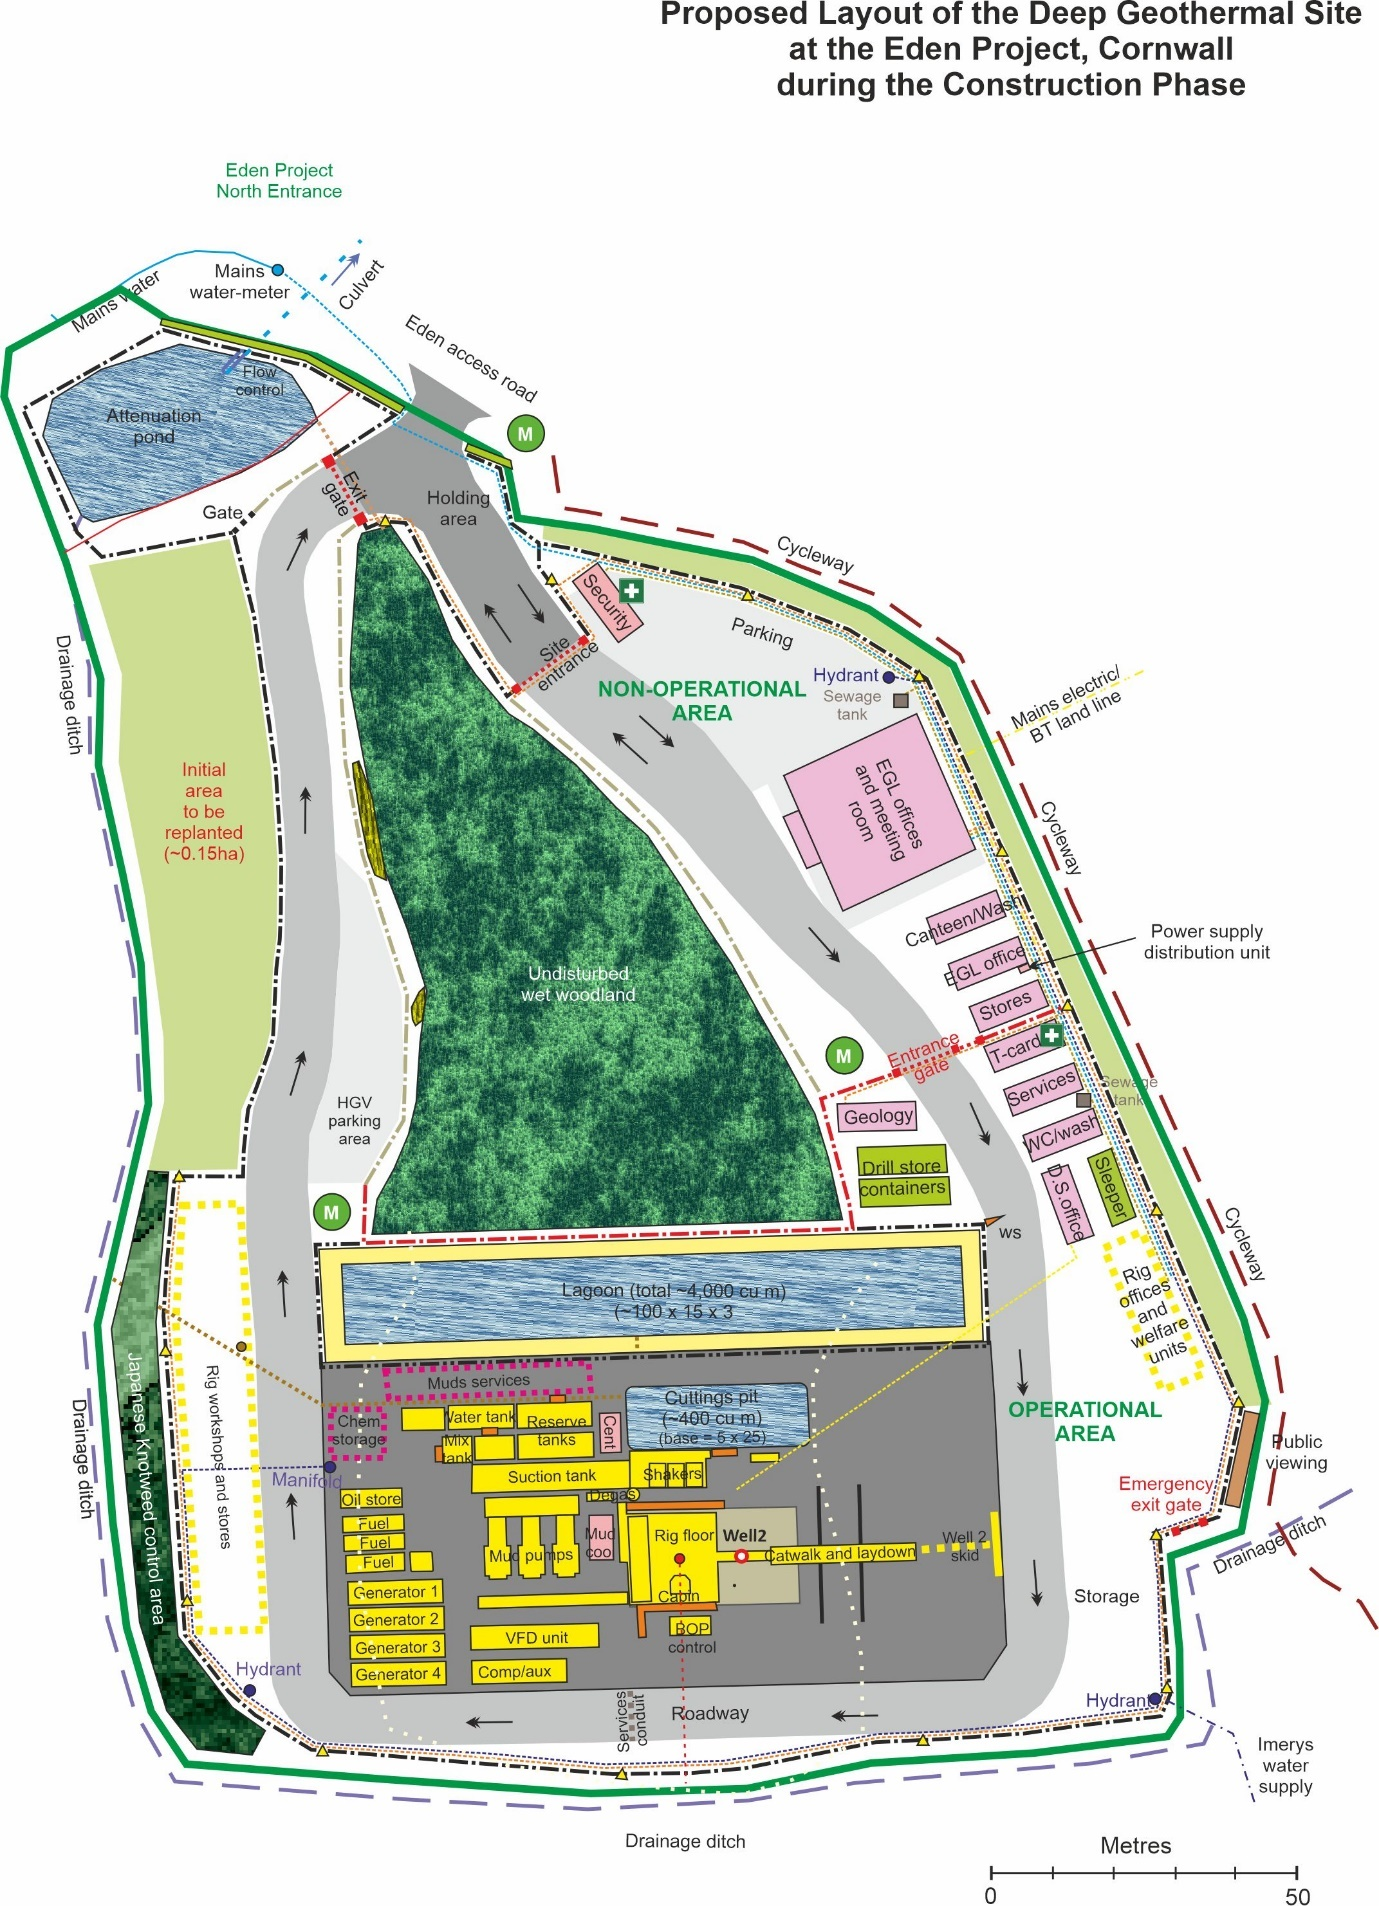 Proposed Layout of the Deep Geothermal Site
at the Eden Project, Cornwall
during the Construction Phase
Eden Project
North Entrance
Mains
water-meter
Mains water
Culvert
Eden access road
Flow
control
Attenuation
pond
M
Exit
gate
Gate
Holding
area
Cycleway
Security
Parking
Site
entrance
Hydrant
Sewage
tank
NON-OPERATIONAL
AREA
Mains electric/
BT land line
Drainage ditch
Initial
area
to be
replanted
(~0.15ha)
EGL offices
and meeting
room
Cycleway
Canteen/Wash
Power supply
distribution unit
EGL office
Undisturbed
wet woodland
Stores
M
Entrance
gate
T-card
Services
Sewage
tank
HGV
parking
area
Geology
WC/wash
Drill store
containers
Sleeper
D.S.office
M
Cycleway
ws
Rig
offices
and
welfare
units
Lagoon (total ~4,000 cu m)
(~100 x 15 x 3
Japanese Knotweed control area
Rig workshops and stores
Drainage ditch
Muds services
Cuttings pit
(~400 cu m)
(base = 5 x 25)
OPERATIONAL
AREA
Chem
storage
Water tank
Reserve
tanks
Mix
tank
Cent
Public
viewing
Manifold
Suction tank
Shakers
Degas
Emergency
exit gate
Oil store
Fuel
Fuel
Fuel
Mud pumps
Mud
cool
Rig floor
Well2
Catwalk and laydown
Well 2
skid
Drainage ditch
Generator 1
Generator 2
Generator 3
Generator 4
Cabin
BOP
control
VFD unit
Comp/aux
Storage
Hydrant
Hydrant
Services
conduit
Roadway
Imerys
water
supply
Drainage ditch
Metres
0
50